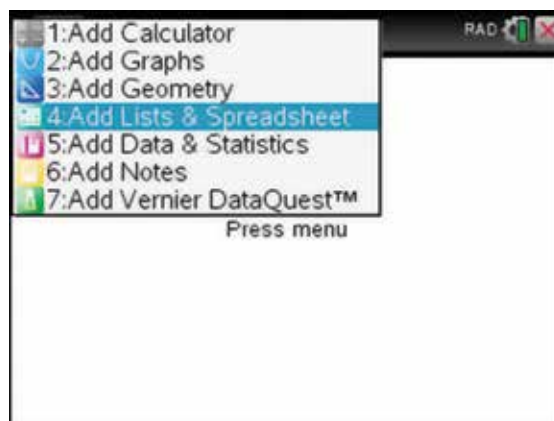 1:Add Calculator
RAD
2:Add Graphs
3:Add Geometry
4:Add Lists & Spreadsheet
5:Add Data & Statistics
6:Add Notes
7:Add Vernier DataQuest™
Press menu